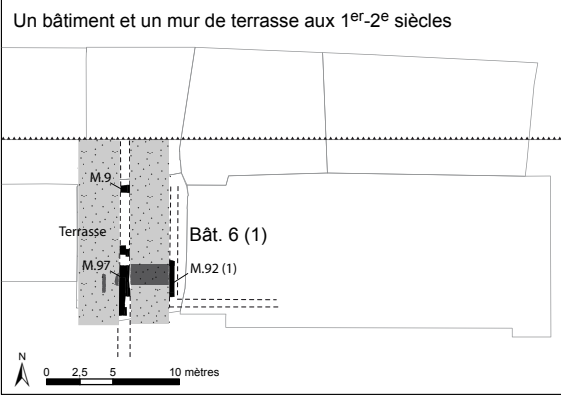 Un bâtiment et un mur de terrasse aux 1er-2e siècles
M.9
Terrasse
Bât. 6 (1)
M.97
M.92 (1)
N
0 2,5 5 10 mètres